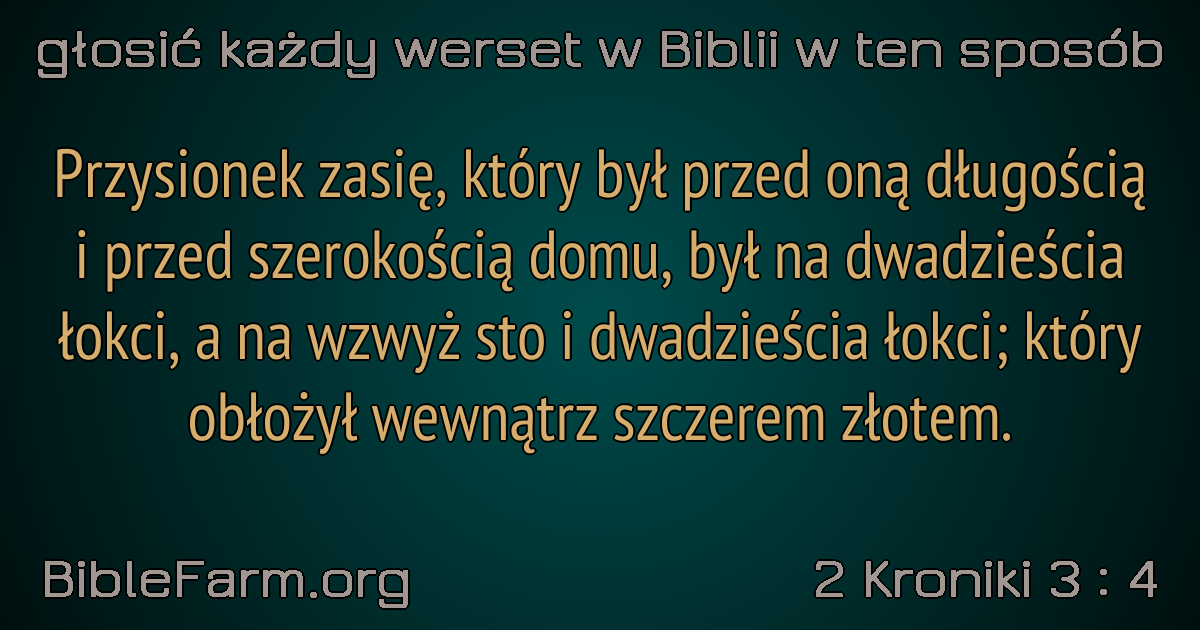 głosić każdy werset w Biblii w ten sposób
Przysionek zasię, który był przed oną długością
i przed szerokością domu, był na dwadzieścia
łokci, a na wzwyż sto i dwadzieścia łokci; który
obłożył wewnątrz szczerem złotem.
BibleFarm.org
2 Kroniki 3 : 4